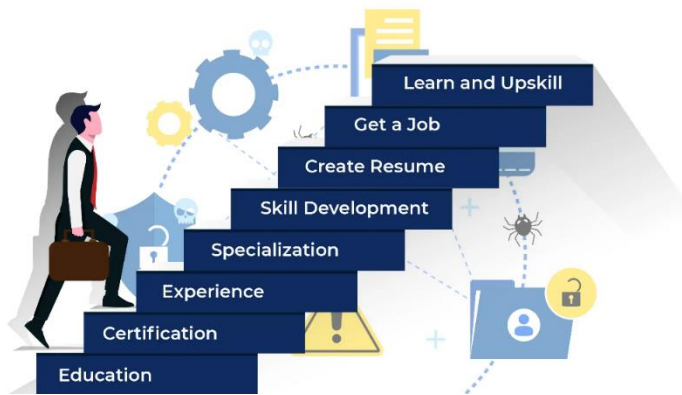 Learn and Upskill
Get a Job
Create Resume
Skill Development
Specialization
Experience
Certification
Education